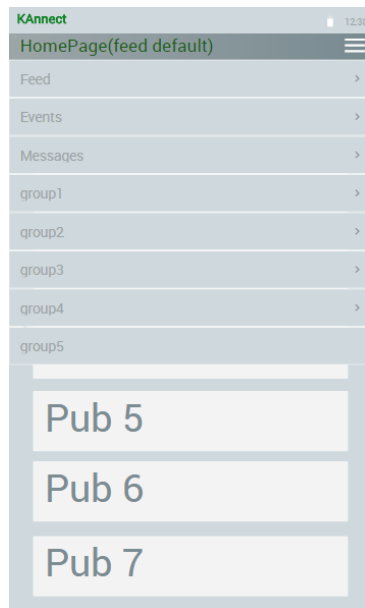 KAnnect
12.30
HomePage(feed default)
Feed
Events
Messages
group1
group2
group3
group4
group5
Pub 5
Pub 6
Pub 7